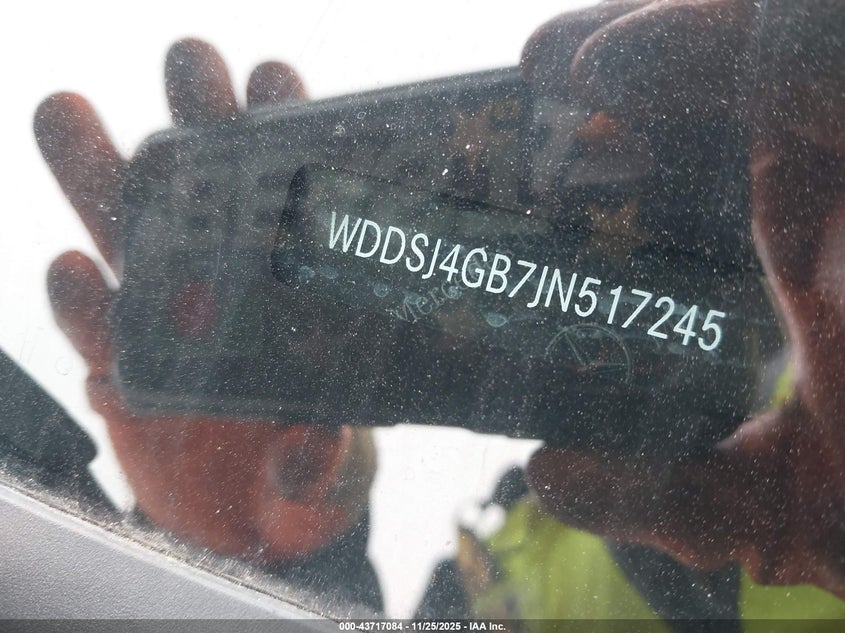 WDDSJ4GB7JN517245
000-43717084 - 11/25/2025 - IAA Inc.